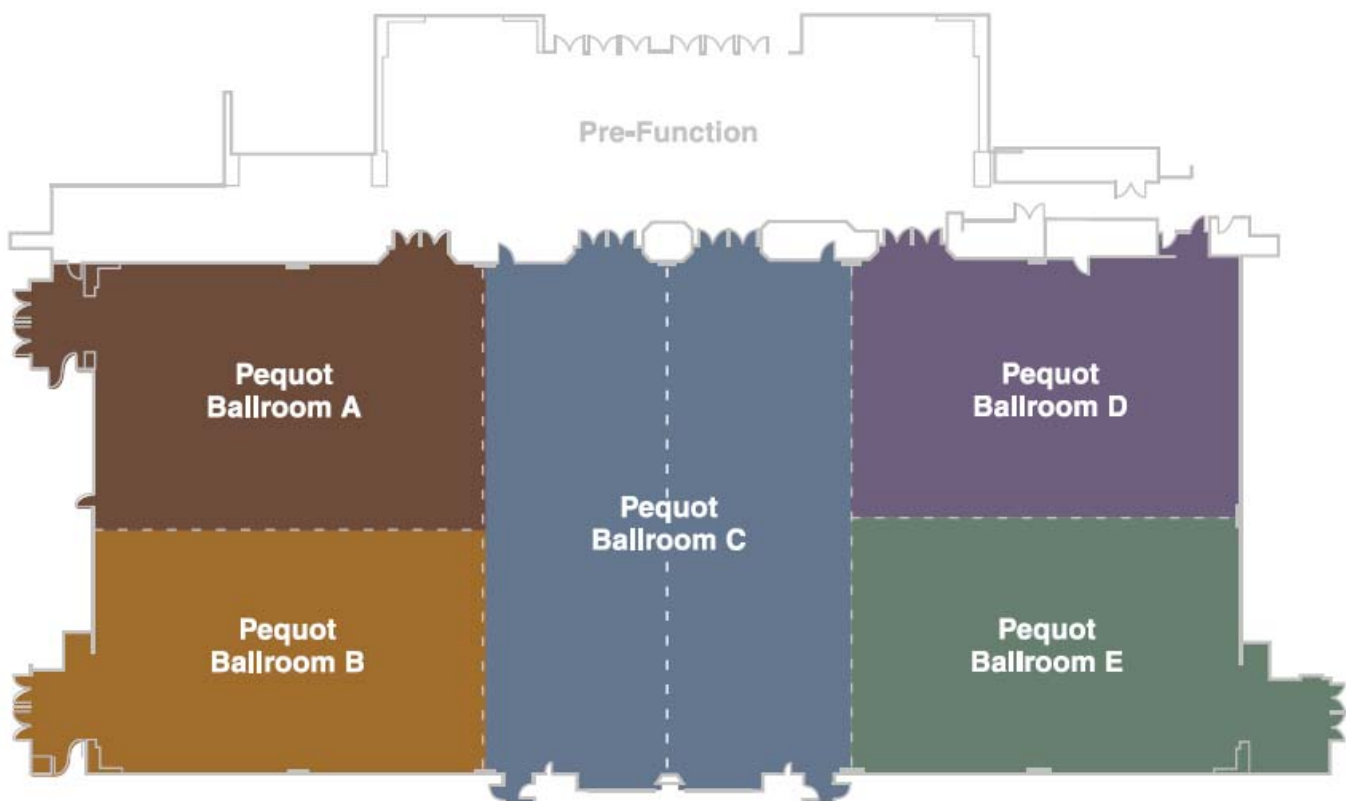 Pre-Function
Pequot
Ballroom A
Pequot
Ballroom D
Pequot
Ballroom C
Pequot
Ballroom B
Pequot
Ballroom E